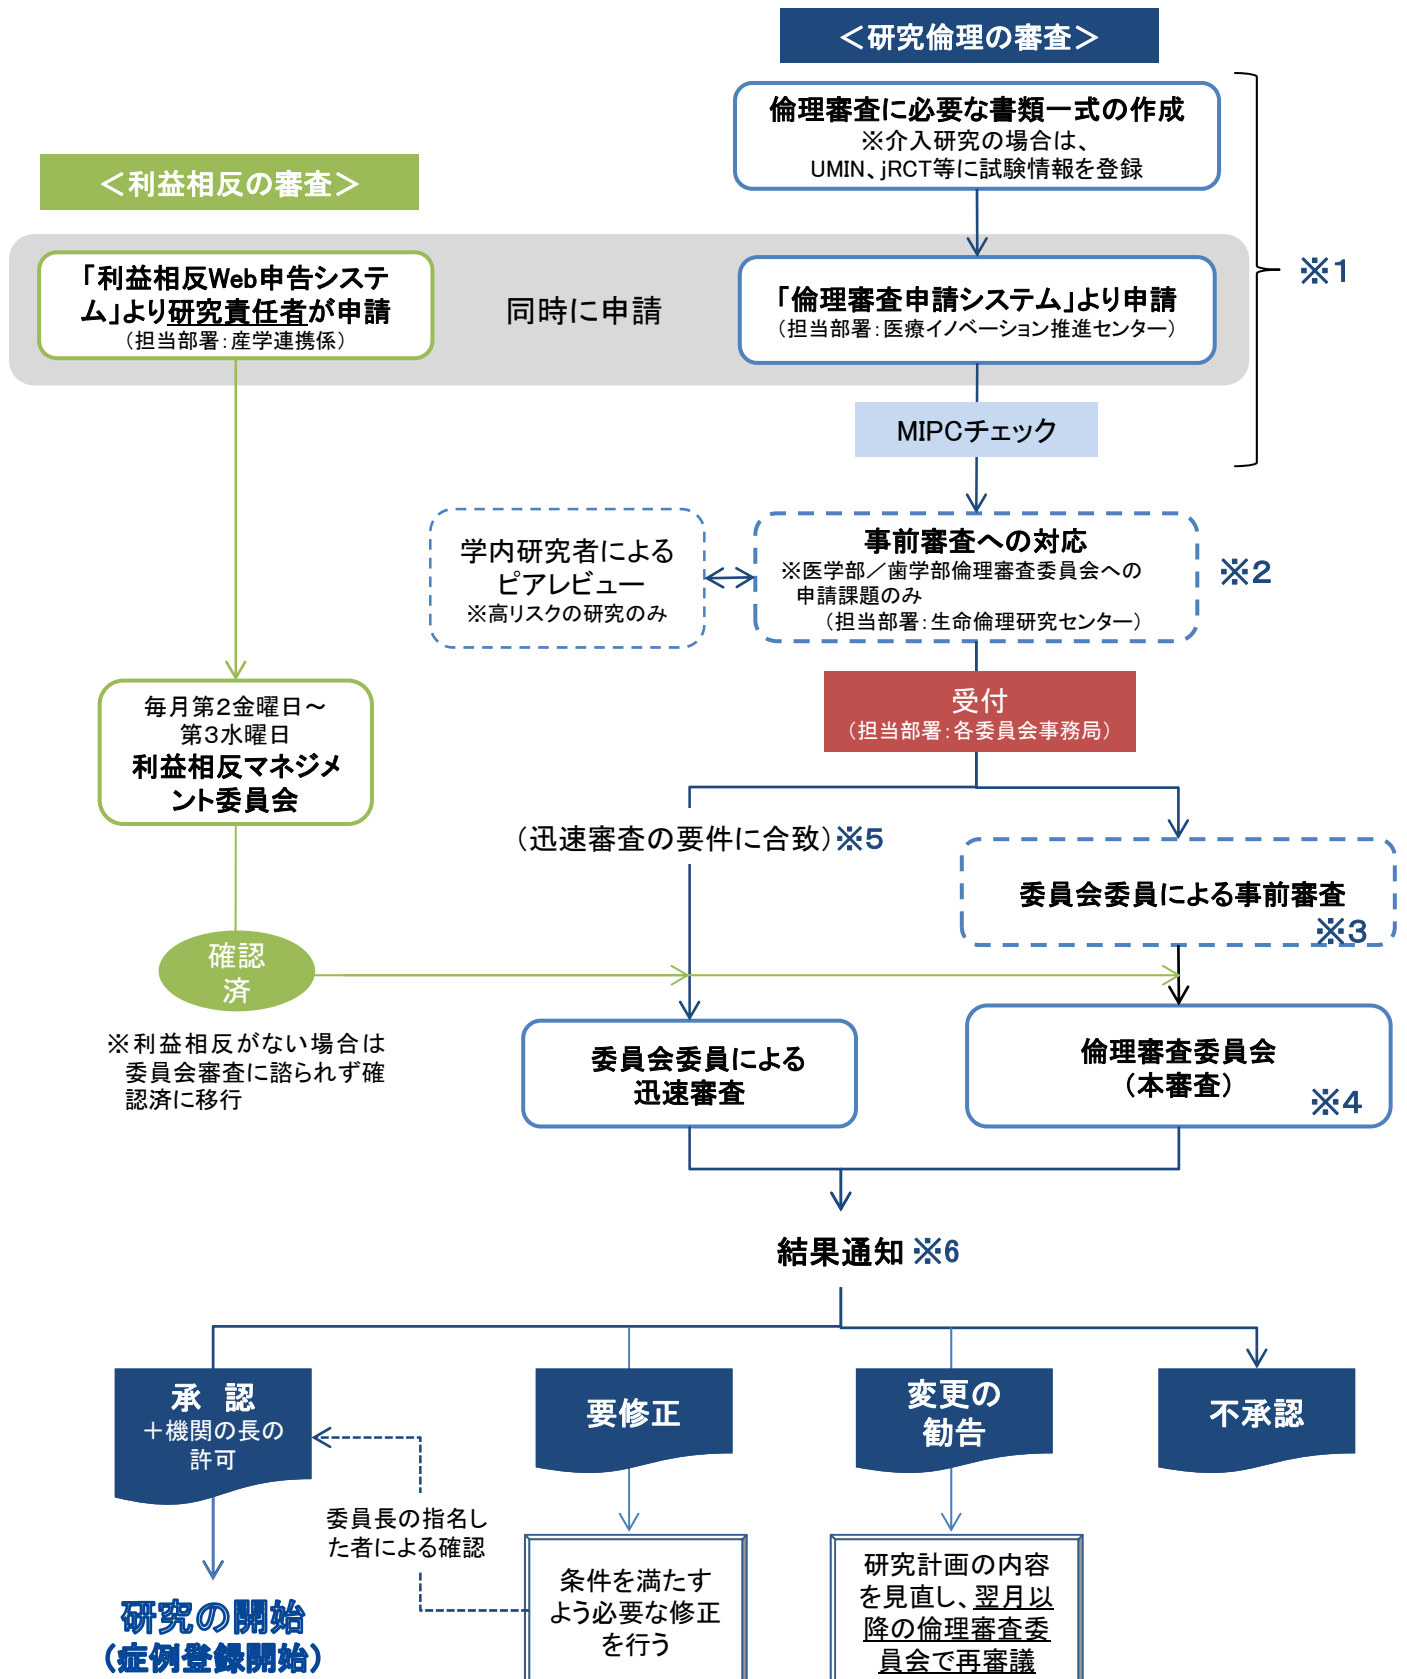 ＜研究倫理の審査＞
倫理審査に必要な書類一式の作成
※介入研究の場合は、
UMIN、jRCT等に試験情報を登録
＜利益相反の審査＞
「利益相反Web申告システ
ム」より研究責任者が申請
（担当部署：産学連携係）
同時に申請
「倫理審査申請システム」より申請
（担当部署：医療イノベーション推進センター）
※1
MIPCチェック
学内研究者による
ピアレビュー
※高リスクの研究のみ
事前審査への対応
※医学部／歯学部倫理審査委員会への
申請課題のみ
（担当部署：生命倫理研究センター）
※2
受付
（担当部署：各委員会事務局）
毎月第2金曜日～
第3水曜日
利益相反マネジメ
ント委員会
（迅速審査の要件に合致）※5
委員会委員による事前審査
※3
確認
済
※利益相反がない場合は
委員会審査に諮られず確
認済に移行
委員会委員による
迅速審査
倫理審査委員会
（本審査）
※4
結果通知 ※6
承　認
＋機関の長の
許可
要修正
変更の
勧告
不承認
委員長の指名し
た者による確認
研究の開始
（症例登録開始）
条件を満たす
よう必要な修正
を行う
研究計画の内容
を見直し、翌月以
降の倫理審査委
員会で再審議